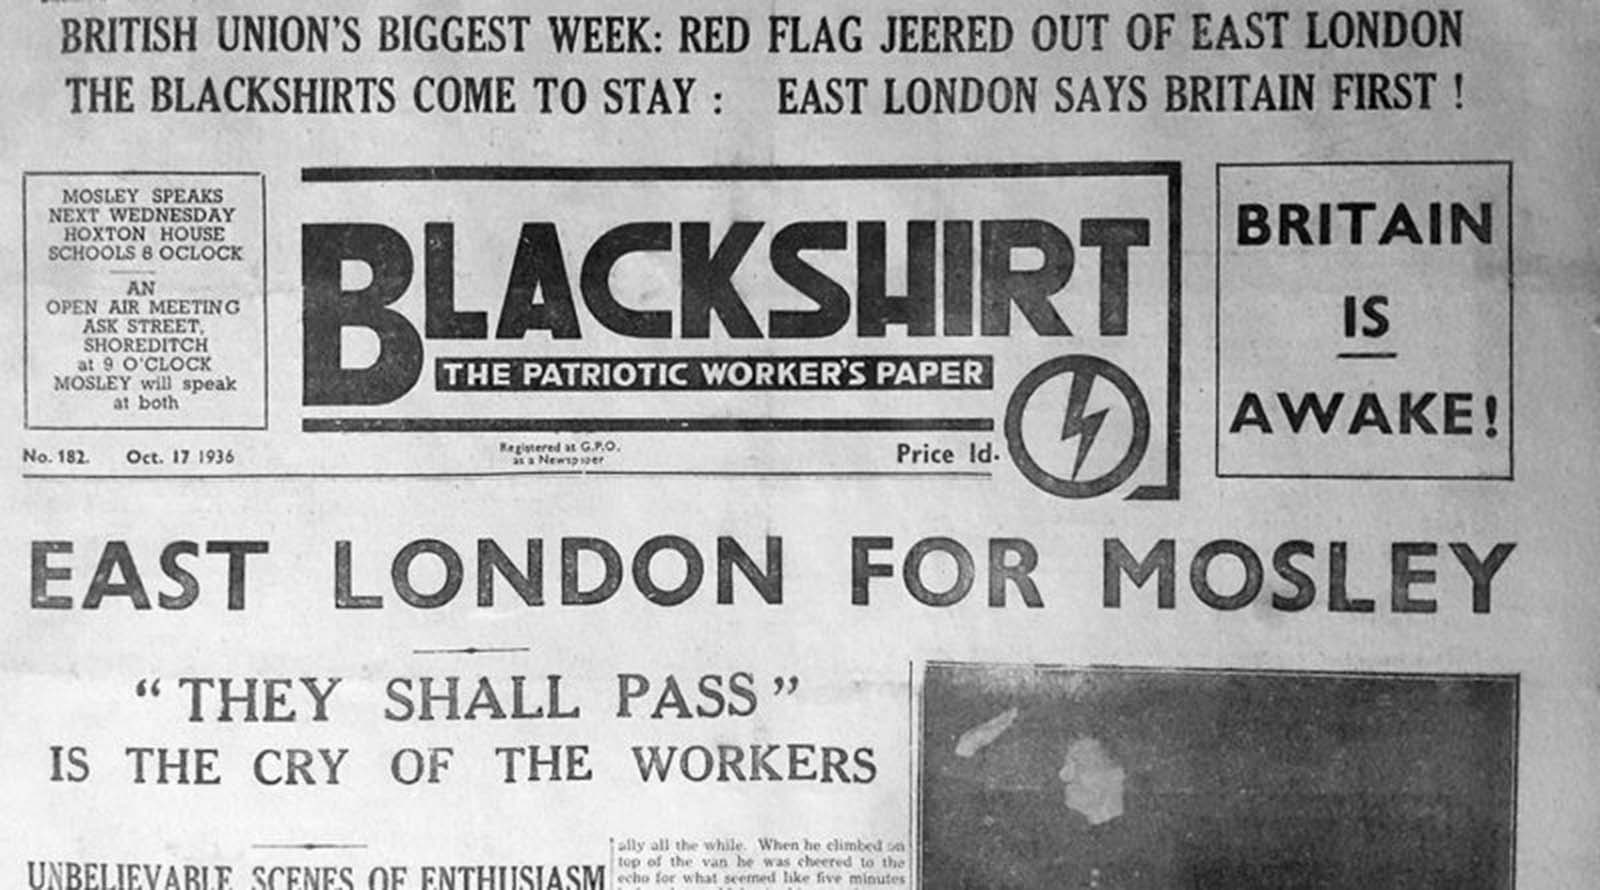 BRITISH UNION'S BIGGEST WEEK: RED FLAG JEERED OUT OF EAST LONDON
THE BLACKSHIRTS COME TO STAY : EAST LONDON SAYS BRITAIN FIRST !
MOSLEY SPEAKS
NEXT WEDNESDAY
HOXTON HOUSE
SCHOOLS 8 OCLOCK
AN
OPEN AIR MEETING
ASK STREET,
SHOREDITCH
at 9 O'CLOCK
MOSLEY will speak
at both
BLACKSHIRT
THE PATRIOTIC WORKER'S PAPER
BRITAIN
IS
AWAKE!
No. 182. Oct. 17 1936
Registered at G.P.O.
as a Newspaper
Price 1d.
EAST LONDON FOR MOSLEY
"THEY SHALL PASS"
IS THE CRY OF THE WORKERS
UNBELIEVABLE SCENES OF ENTHUSIASM
ally all the while. When he climbed on
top of the van he was cheered to the
echo for what seemed like five minutes